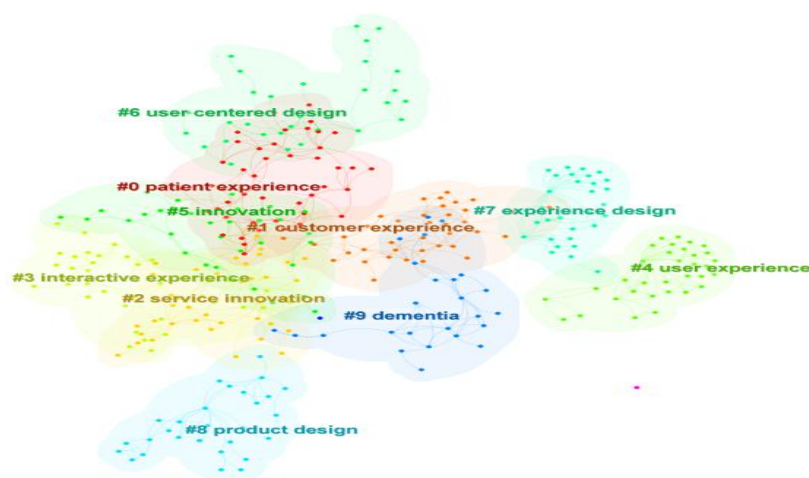 #6 user-centered design
#0 patient experience
#5 innovation
#7 experience design
#1 customer experience
#4 user experience
#3 interactive experience
#2 service innovation
#9 dementia
#8 product design